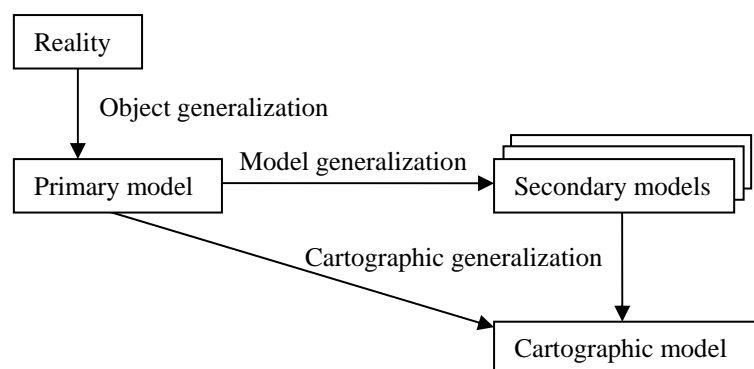 Reality
Object generalization
Model generalization
Primary model
Secondary models
Cartographic generalization
Cartographic model